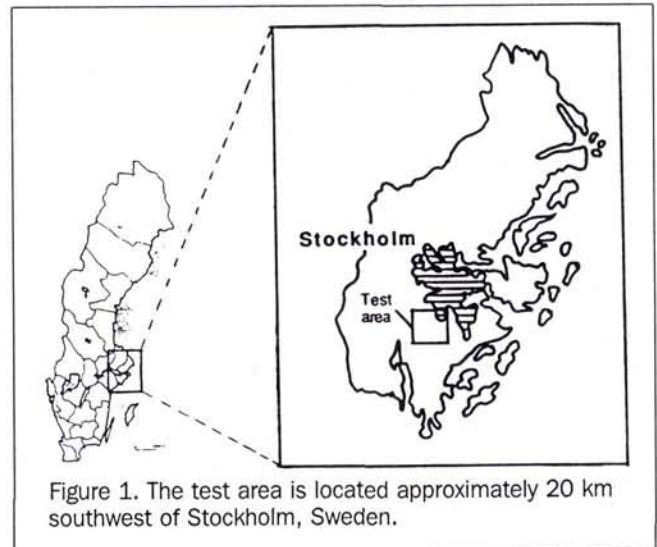 Stockholm
Test
area
Figure 1. The test area is located approximately 20 km
southwest of Stockholm, Sweden.